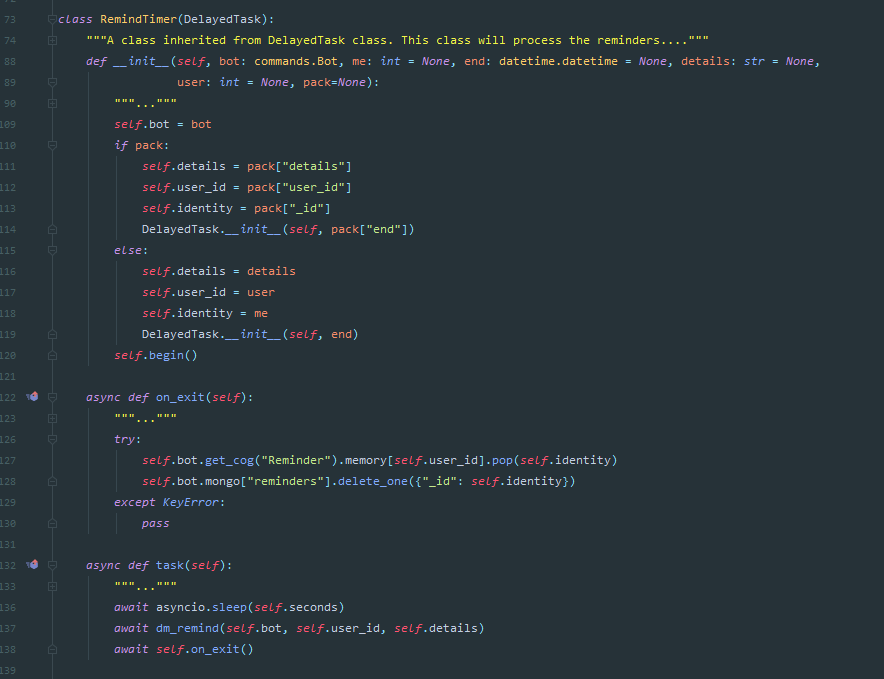 73 class RemindTimer(DelayedTask):
74 """A class inherited from DelayedTask class. This class will process the reminders...."""
88 def __init__(self, bot: commands.Bot, me: int = None, end: datetime.datetime = None, details: str = None,
89 user: int = None, pack=None):
90 """..."""
109 self.bot = bot
110 if pack:
111 self.details = pack["details"]
112 self.user_id = pack["user_id"]
113 self.identity = pack["_id"]
114 DelayedTask.__init__(self, pack["end"])
115 else:
116 self.details = details
117 self.user_id = user
118 self.identity = me
119 DelayedTask.__init__(self, end)
120 self.begin()
121
122 async def on_exit(self):
123 """..."""
126 try:
127 self.bot.get_cog("Reminder").memory[self.user_id].pop(self.identity)
128 self.bot.mongo["reminders"].delete_one({"_id": self.identity})
129 except KeyError:
130 pass
131
132 async def task(self):
133 """..."""
136 await asyncio.sleep(self.seconds)
137 await dm_remind(self.bot, self.user_id, self.details)
138 await self.on_exit()
139